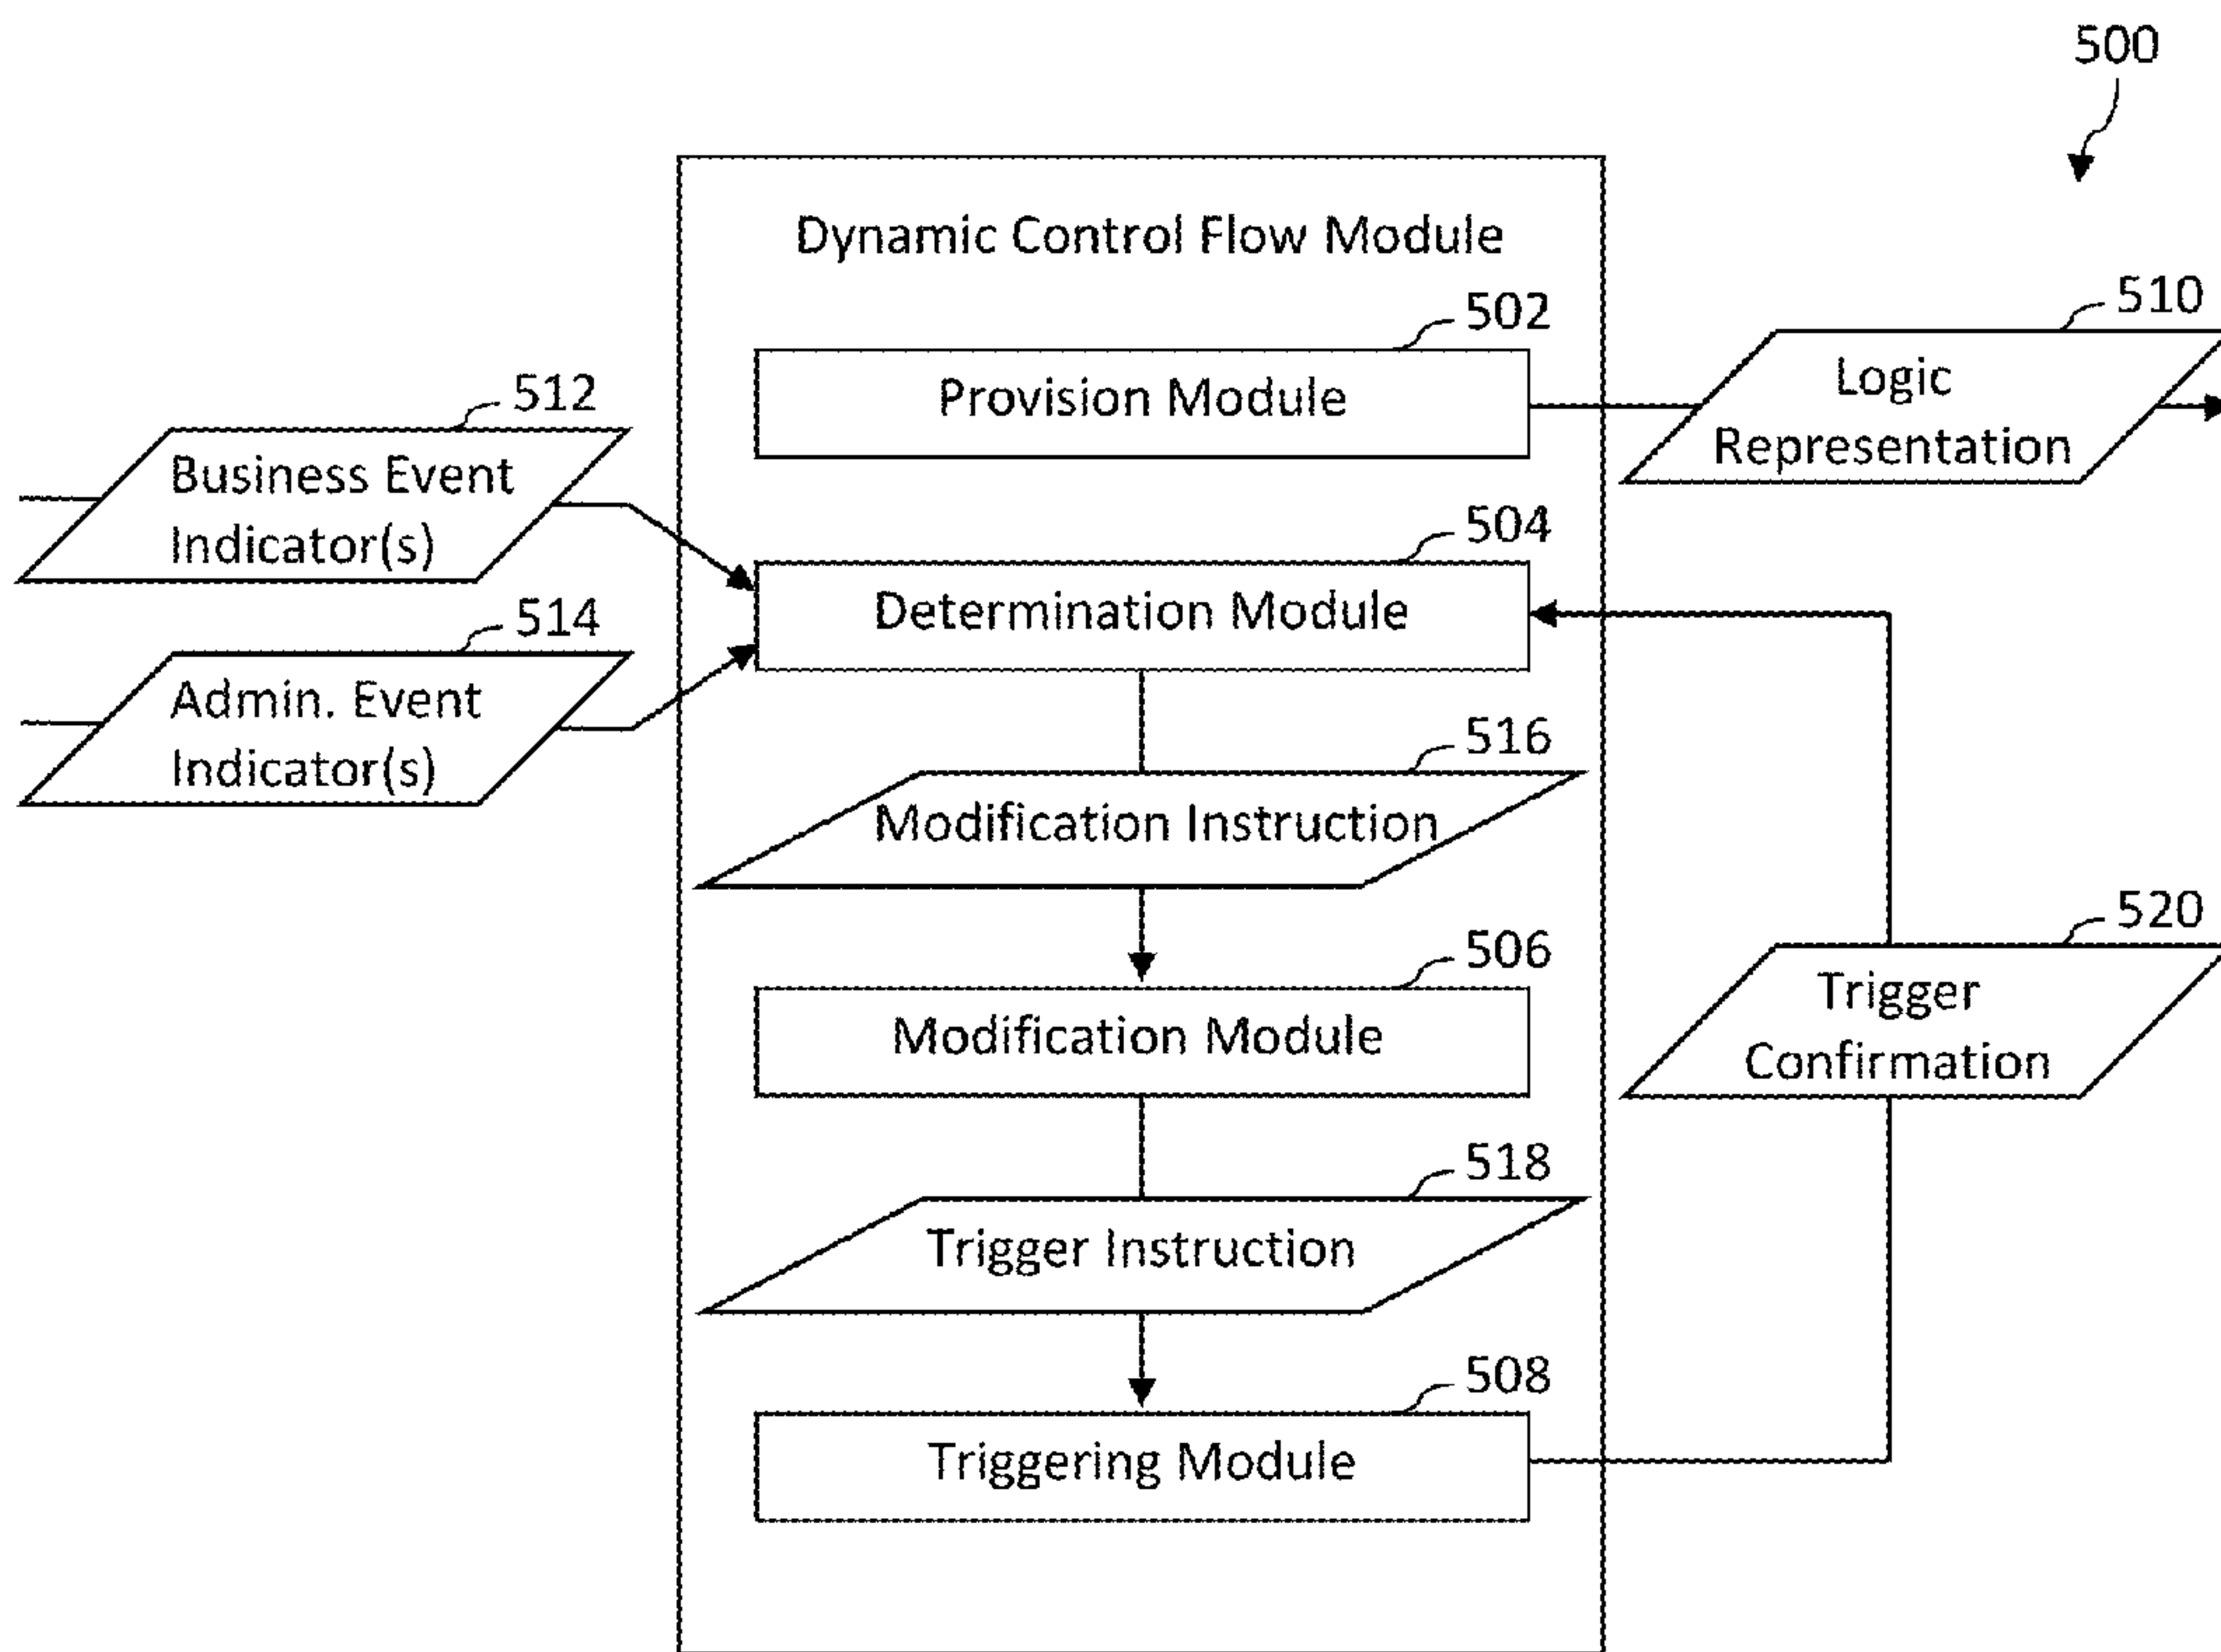 500
Dynamic Control Flow Module
502
Provision Module
510
Logic
Representation
512
Business Event
Indicator(s)
504
Determination Module
514
Admin. Event
Indicator(s)
516
Modification Instruction
506
Modification Module
520
Trigger
Confirmation
518
Trigger Instruction
508
Triggering Module